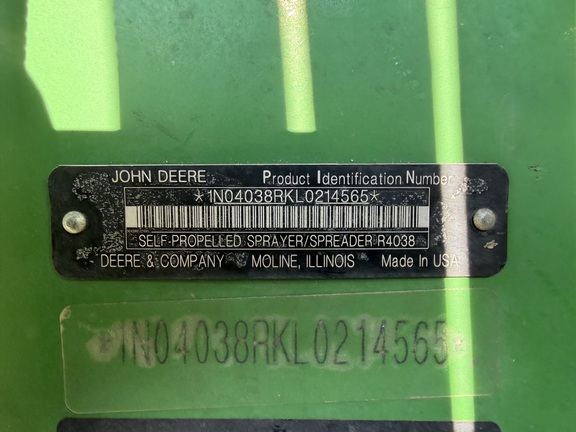 JOHN DEERE Product Identification Number
*1N04038RKL0214565*
SELF-PROPELLED SPRAYER/SPREADER R4038
DEERE & COMPANY MOLINE, ILLINOIS Made In USA
*1N04038RKL0214565*